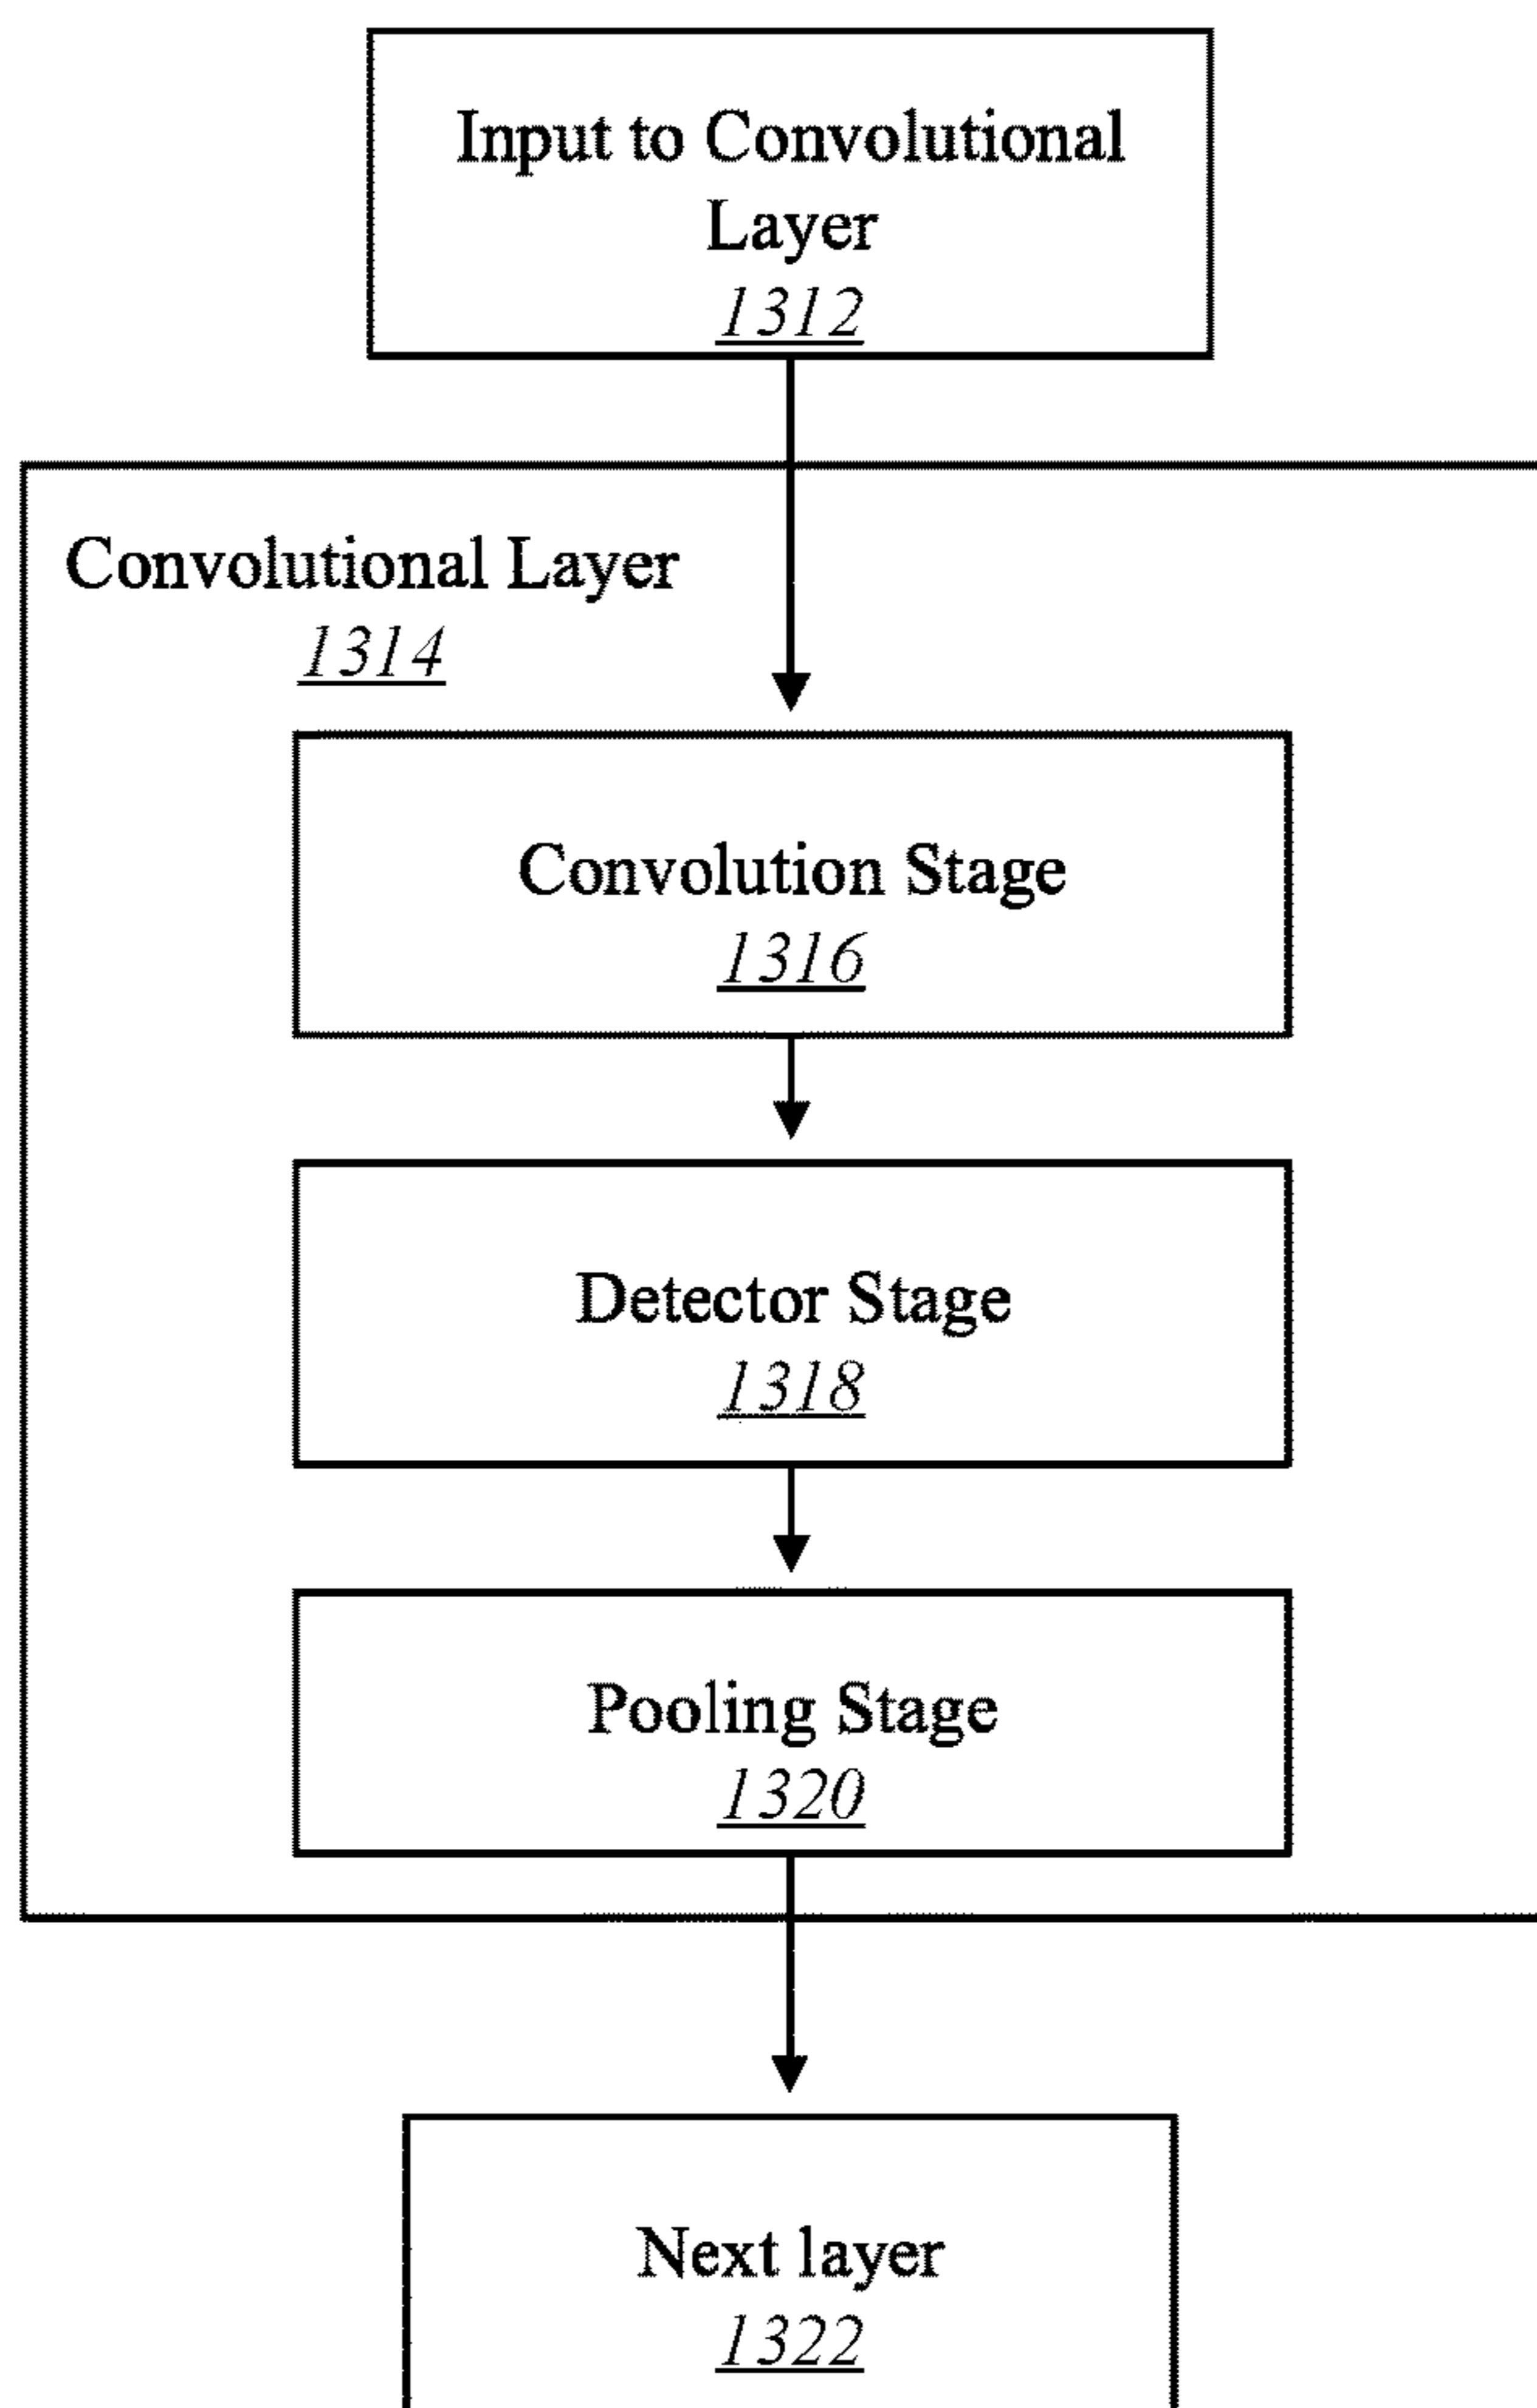 Input to Convolutional
Layer
1312
Convolutional Layer
1314
Convolution Stage
1316
Detector Stage
1318
Pooling Stage
1320
Next layer
1322